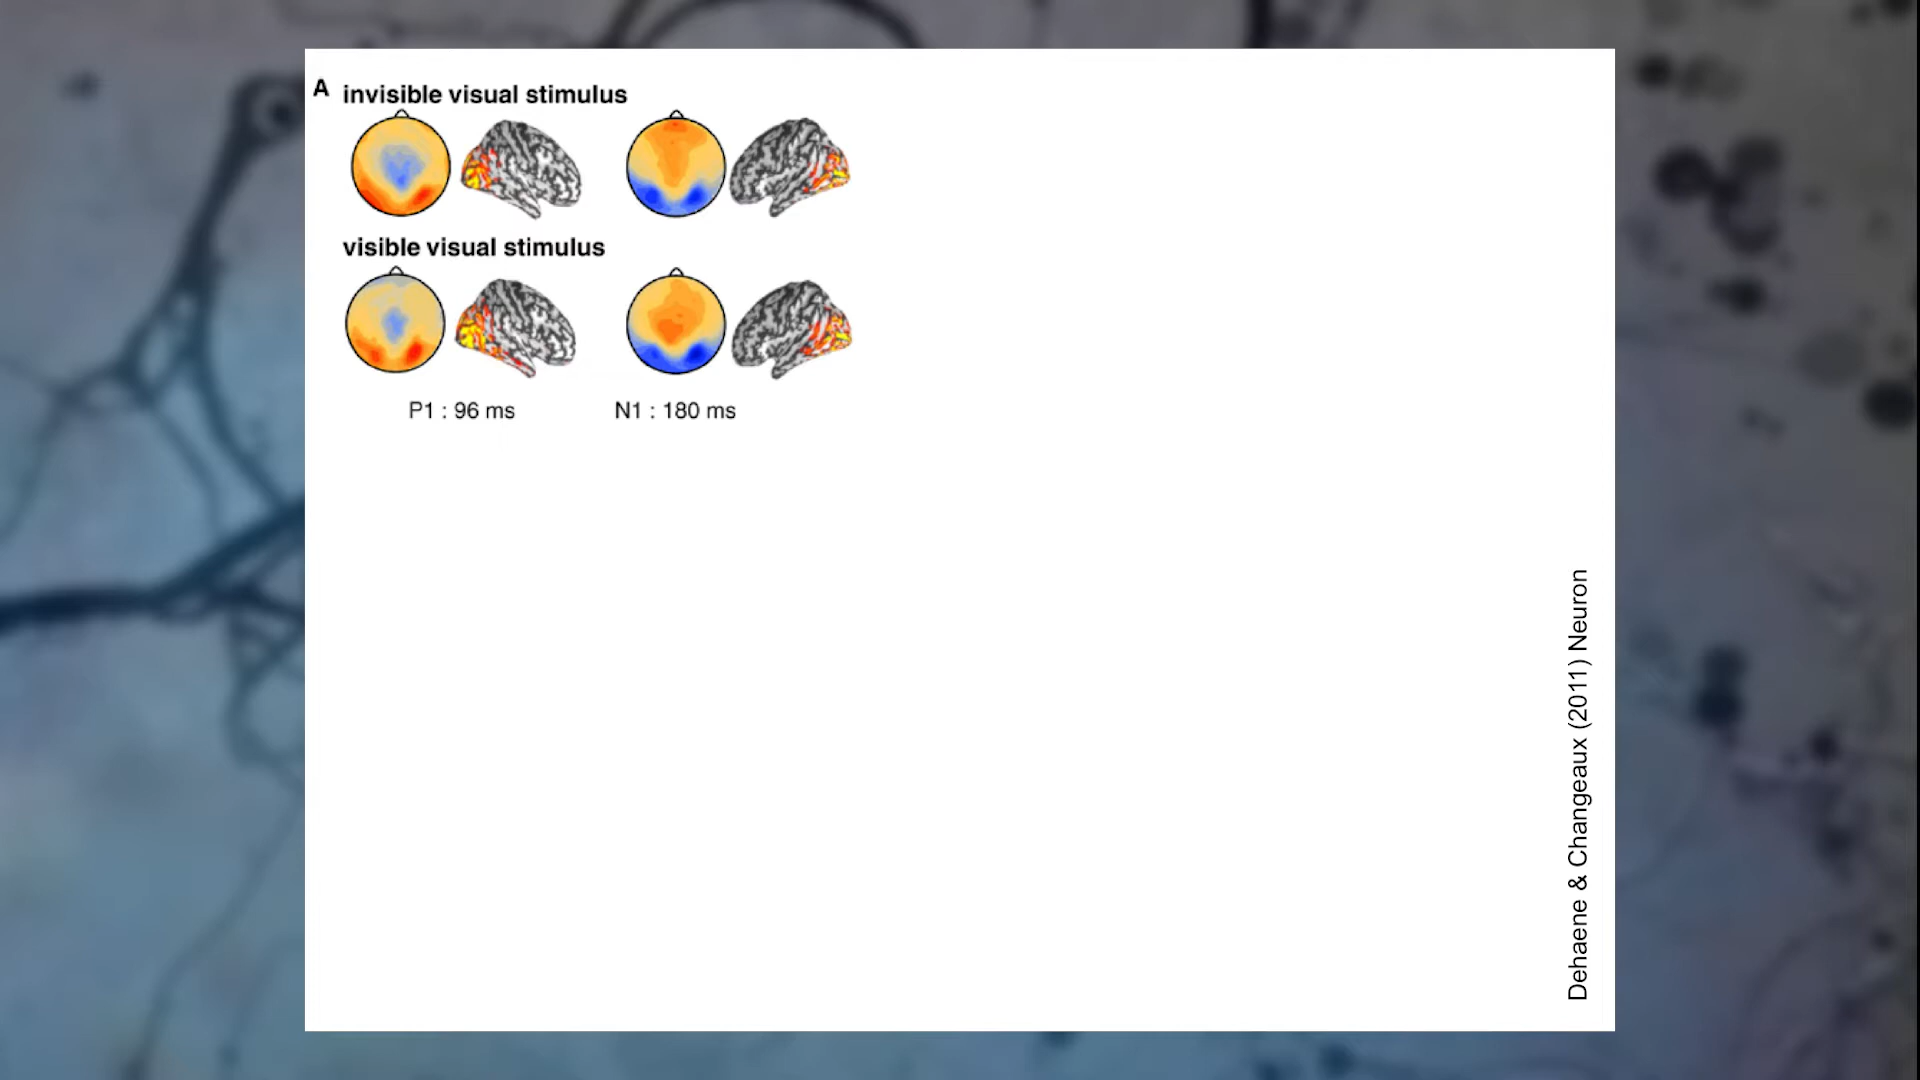 A
invisible visual stimulus
visible visual stimulus
P1 : 96 ms
N1 : 180 ms
Dehaene & Changeaux (2011) Neuron